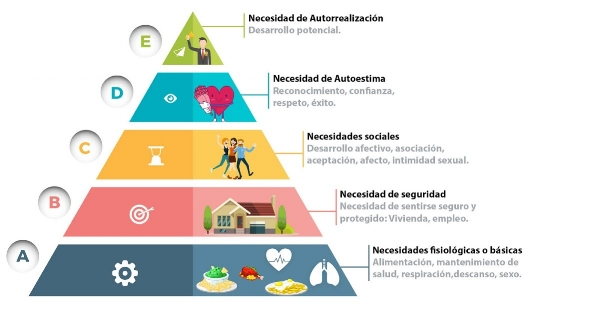 E
Necesidad de Autorrealización
Desarrollo potencial.
D
Necesidad de Autoestima
Reconocimiento, confianza,
respeto, éxito.
C
Necesidades sociales
Desarrollo afectivo, asociación,
aceptación, afecto, intimidad sexual.
B
Necesidad de seguridad
Necesidad de sentirse seguro y
protegido: Vivienda, empleo.
A
Necesidades fisiológicas o básicas
Alimentación, mantenimiento de
salud, respiración,descanso, sexo.